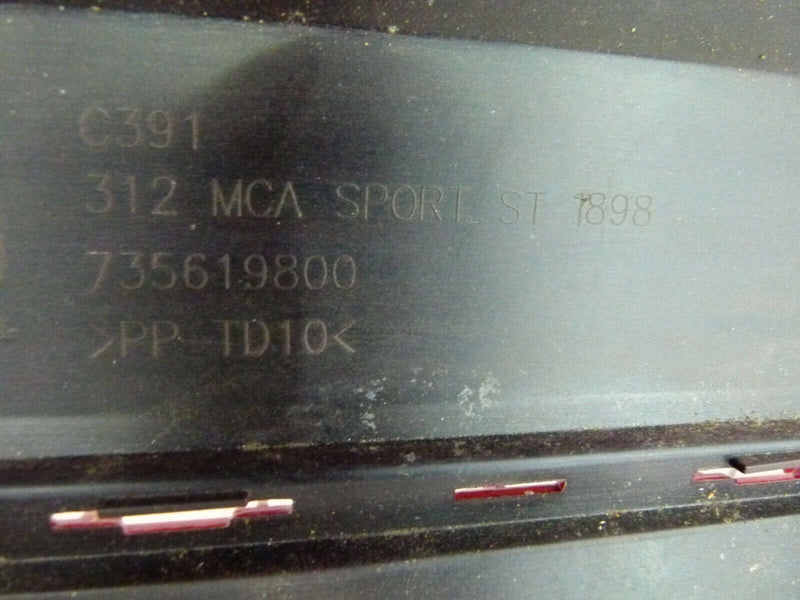 C391
312 MCA SPORT ST 1898
735619800
>PP-TD10<